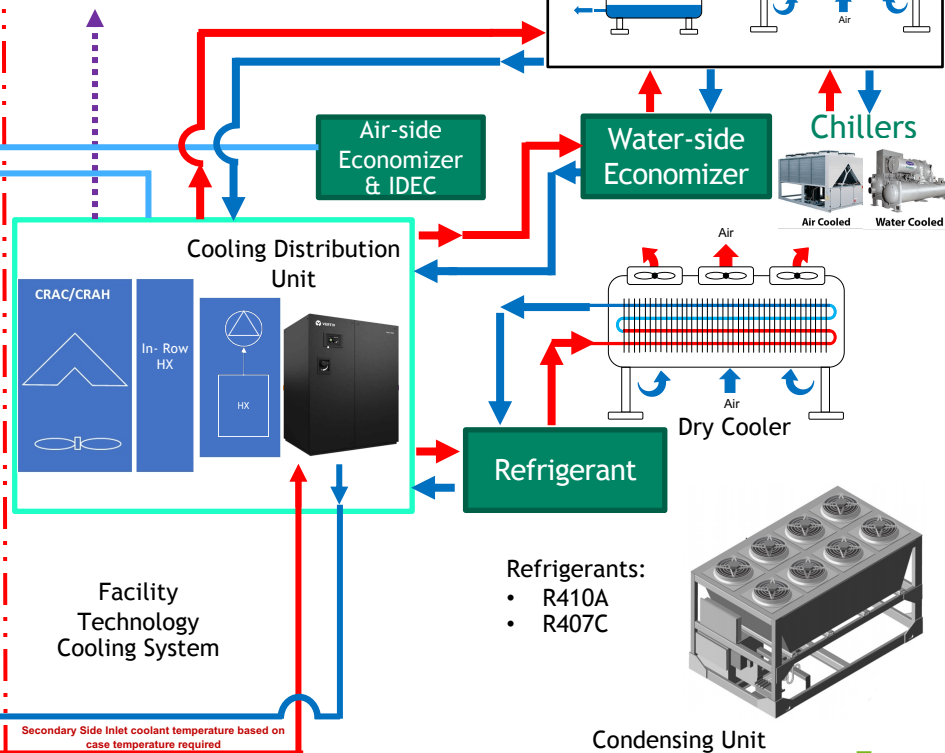 Air
Air-side
Economizer
& IDEC
Water-side
Economizer
Chillers
Air Cooled
Water Cooled
Cooling Distribution
Unit
CRAC/CRAH
In- Row
HX
HX
VERTIV
Air
Air
Dry Cooler
Refrigerant
Refrigerants:
• R410A
• R407C
Facility
Technology
Cooling System
Secondary Side Inlet coolant temperature based on
case temperature required
Condensing Unit